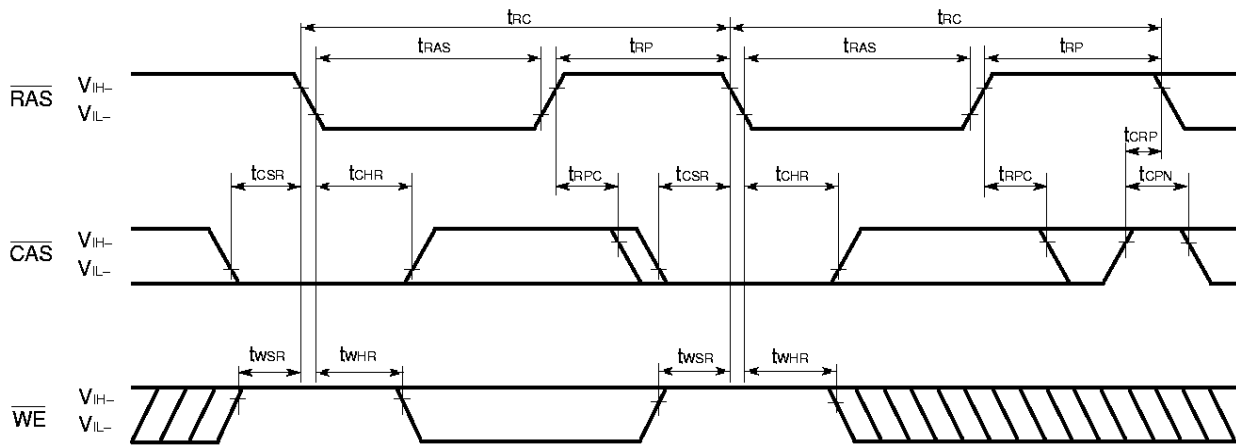 tRC tRC
tRAS tRP tRAS tRP
RAS VIH–
VIL–
tCRP
tCSR tCHR tRPC tCSR tCHR tRPC tCPN
CAS VIH–
VIL–
tWSR tWHR tWSR tWHR
WE VIH–
VIL–